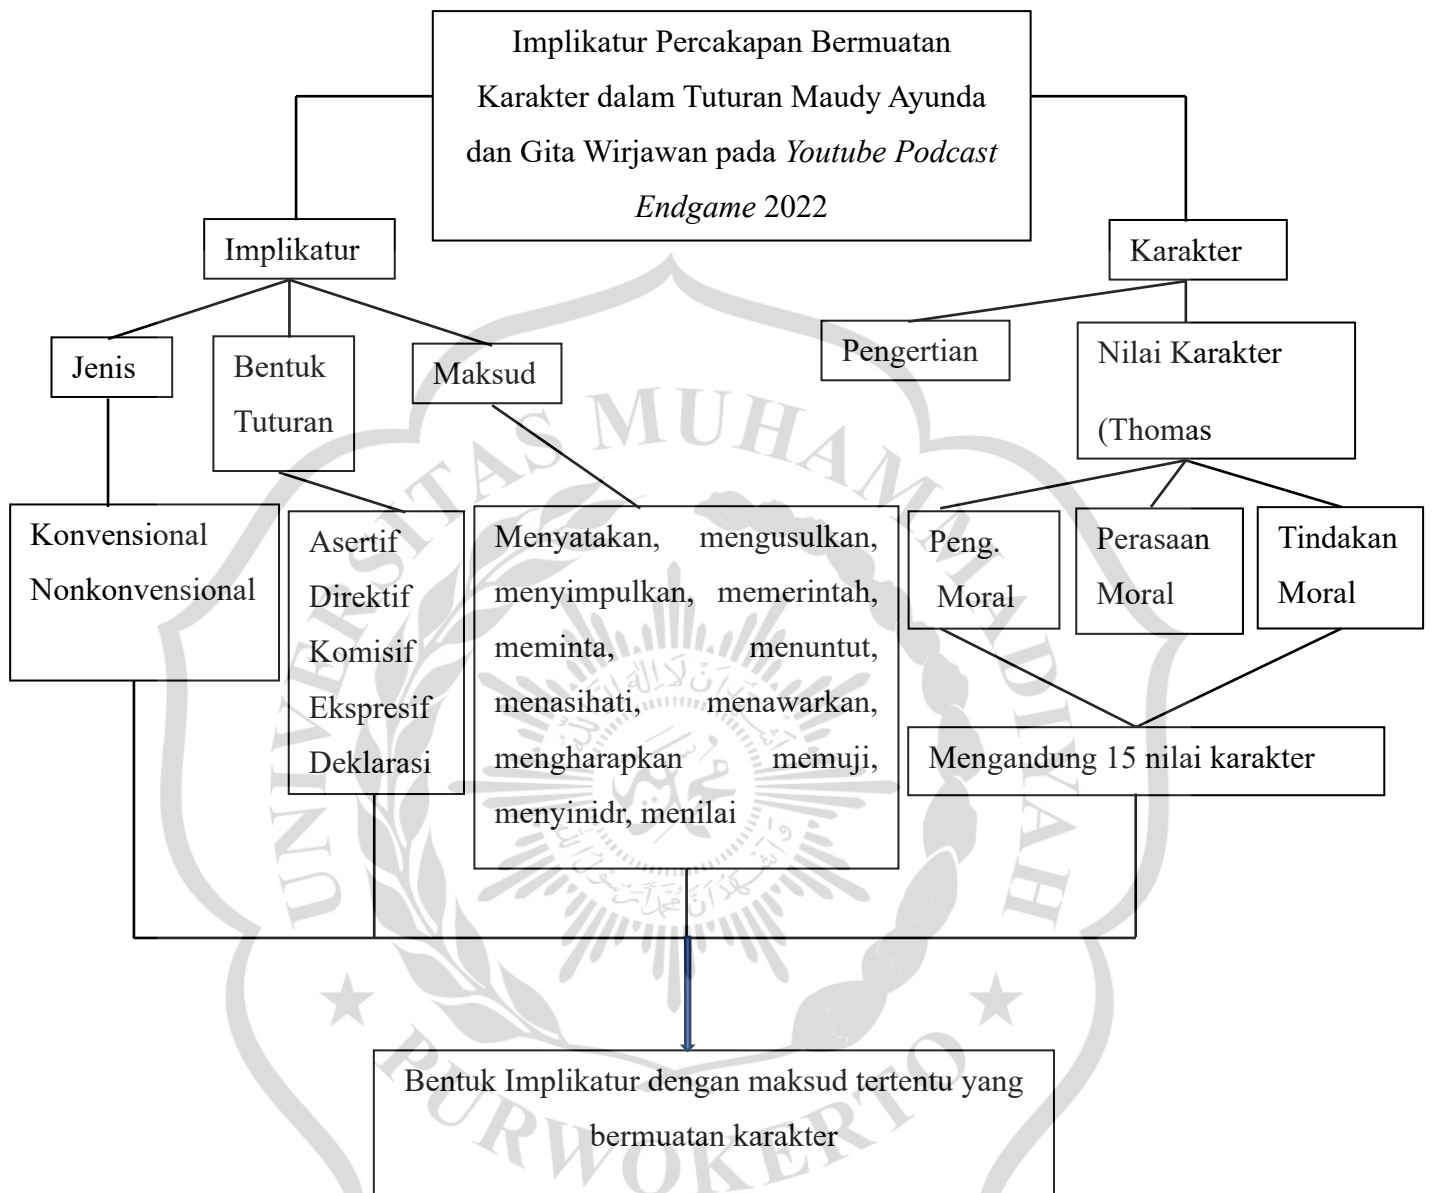 Implikatur Percakapan Bermuatan
Karakter dalam Tuturan Maudy Ayunda
dan Gita Wirjawan pada Youtube Podcast
Endgame 2022
Implikatur
Karakter
Jenis
Bentuk
Tuturan
Maksud
Pengertian
Nilai Karakter
(Thomas
Konvensional
Nonkonvensional
Asertif
Direktif
Komisif
Ekspresif
Deklarasi
Menyatakan, mengusulkan,
menyimpulkan, memerintah,
meminta, menuntut,
menasihati, menawarkan,
mengharapkan memuji,
menyinidr, menilai
Peng.
Moral
Perasaan
Moral
Tindakan
Moral
Mengandung 15 nilai karakter
Bentuk Implikatur dengan maksud tertentu yang
bermuatan karakter
UNIVERSITAS MUHAMMADIYAH
PURWOKERTO